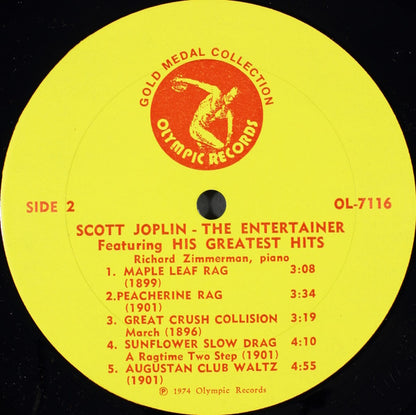 GOLD MEDAL COLLECTION
OLYMPIC RECORDS
SIDE 2
OL-7116
SCOTT JOPLIN - THE ENTERTAINER
Featuring HIS GREATEST HITS
Richard Zimmerman, piano
1. MAPLE LEAF RAG 3:08
(1899)
2.PEACHERINE RAG 3:34
(1901)
3. GREAT CRUSH COLLISION 3:19
March (1896)
4. SUNFLOWER SLOW DRAG 4:10
A Ragtime Two Step (1901)
5. AUGUSTAN CLUB WALTZ 4:55
(1901)
℗ 1974 Olympic Records